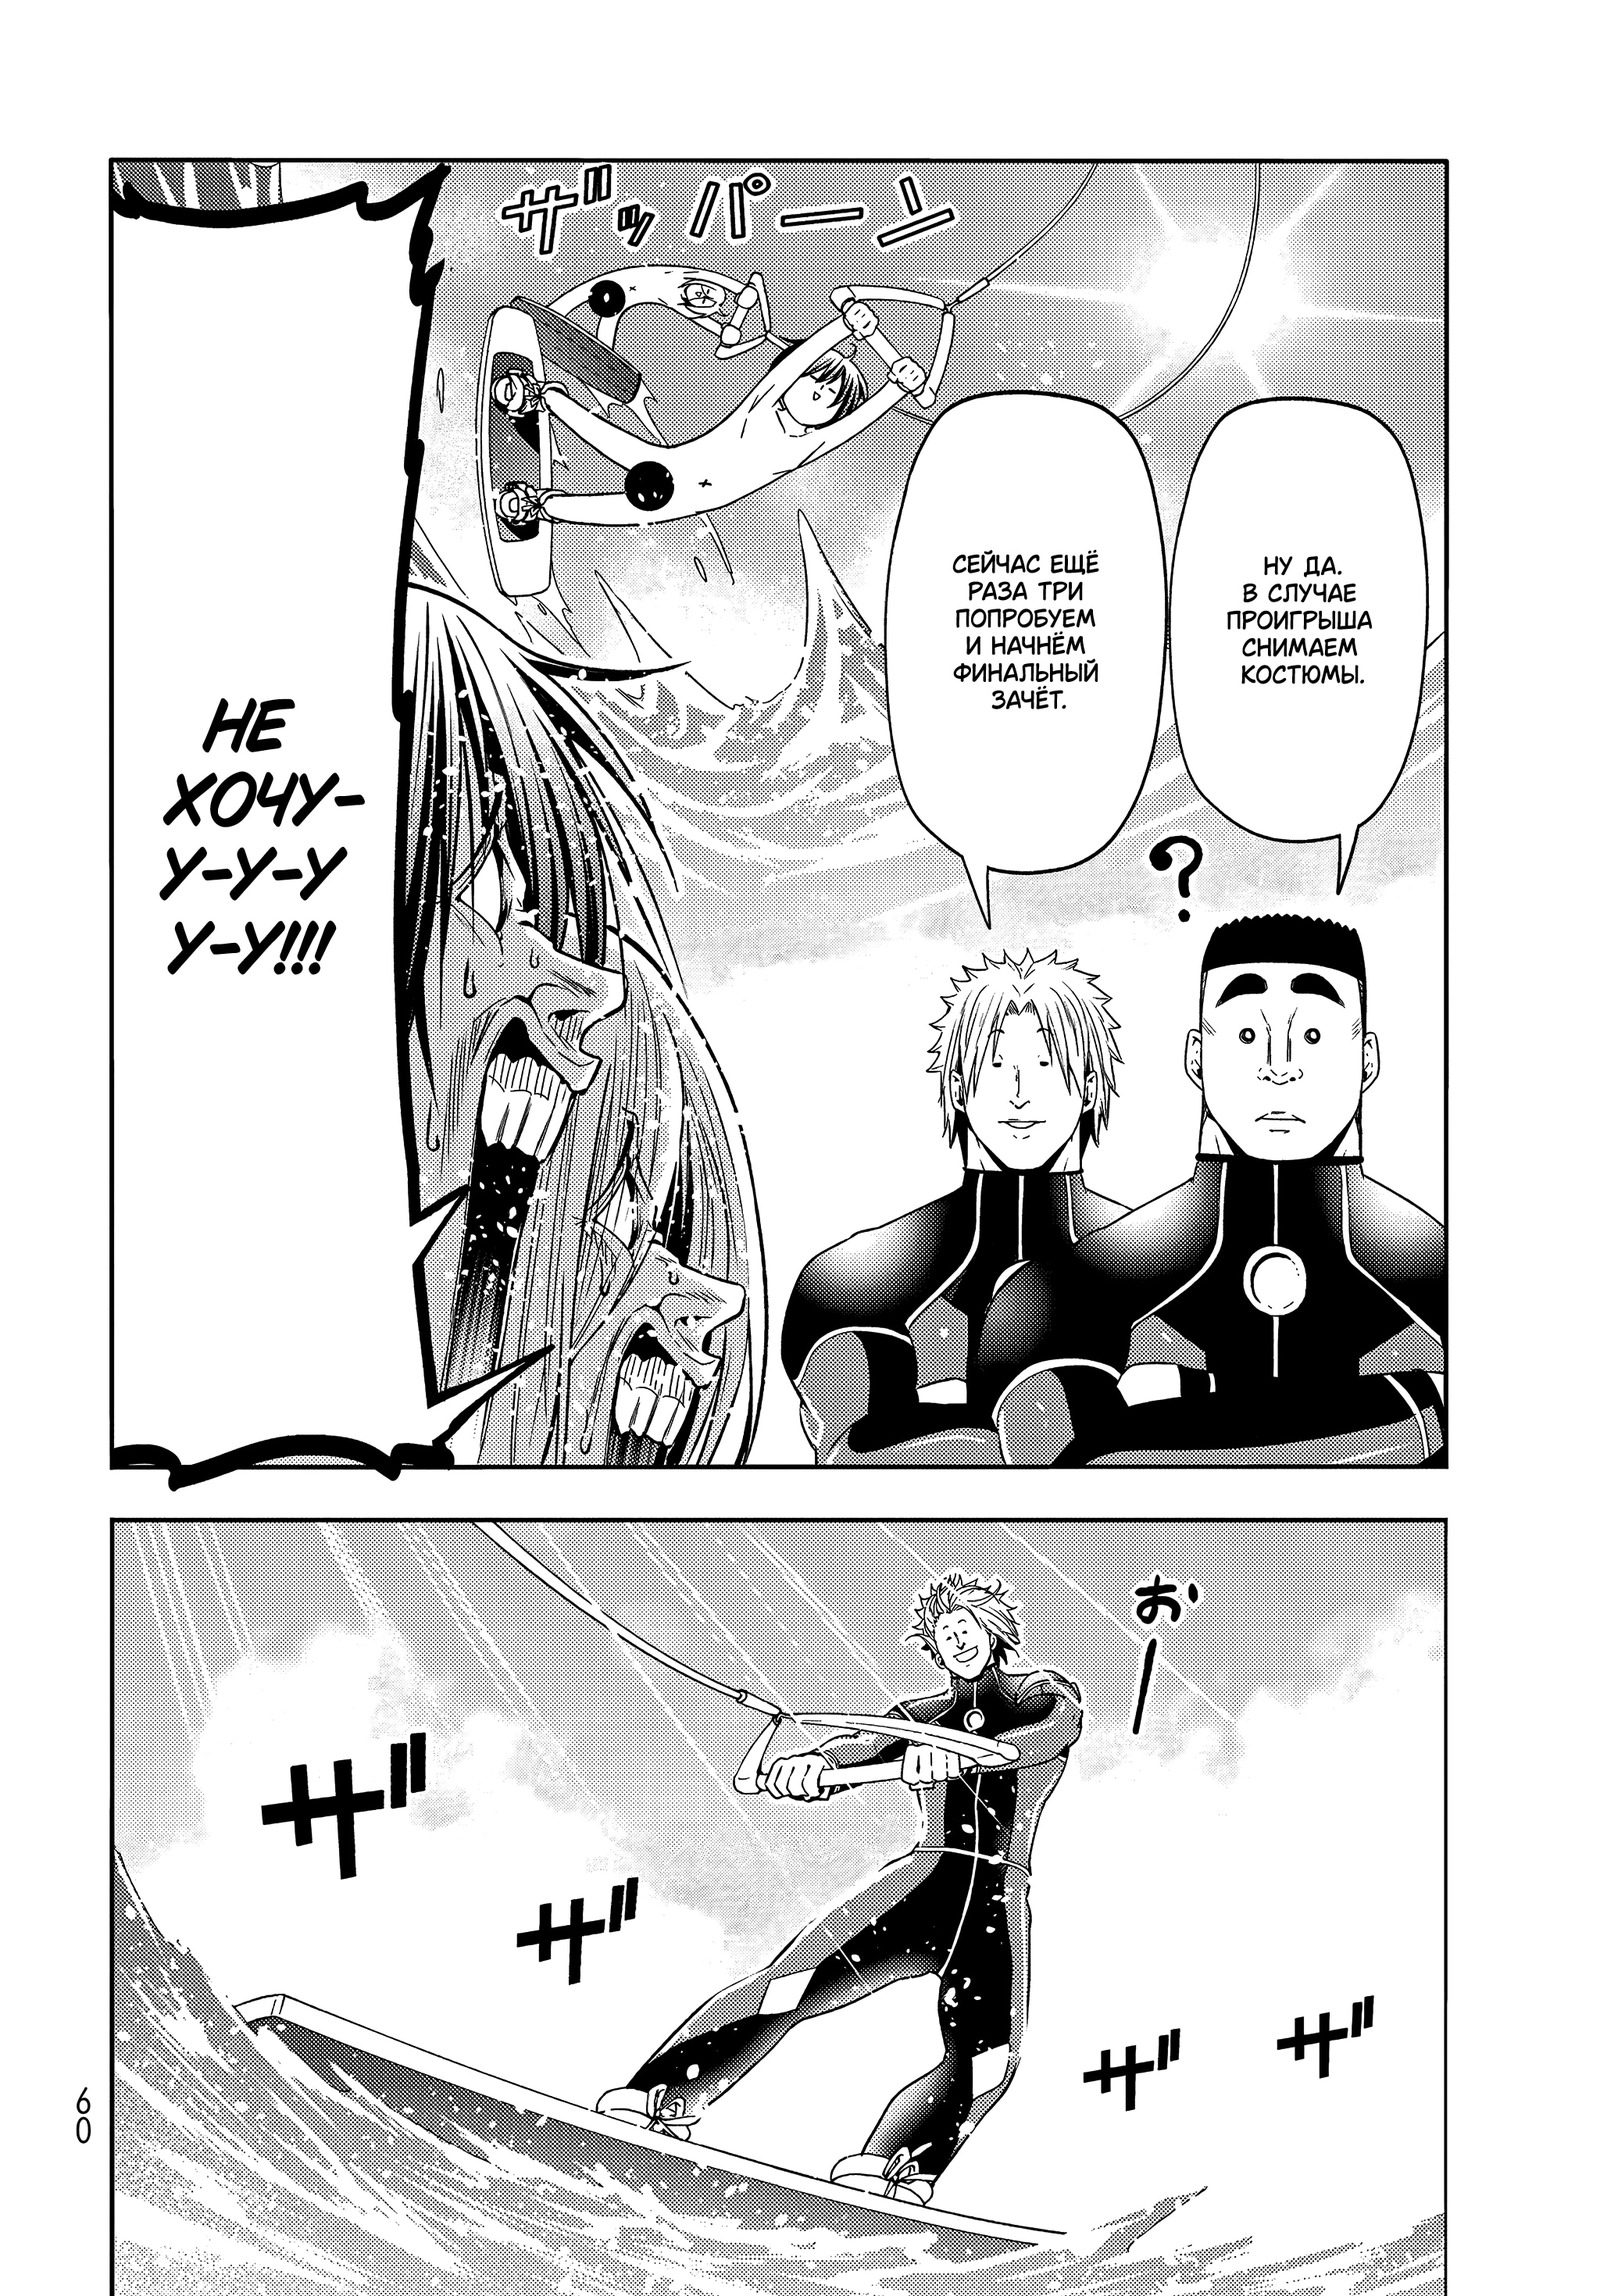 ザッパーン
НУ ДА.
В СЛУЧАЕ
ПРОИГРЫША
СНИМАЕМ
КОСТЮМЫ.
СЕЙЧАС ЕЩЁ
РАЗА ТРИ
ПОПРОБУЕМ
И НАЧНЁМ
ФИНАЛЬНЫЙ
ЗАЧЁТ.
?
НЕ
ХОЧУ-
У-У-У
У-У!!!
おー
ザ
ザ
ザ
ザ
60